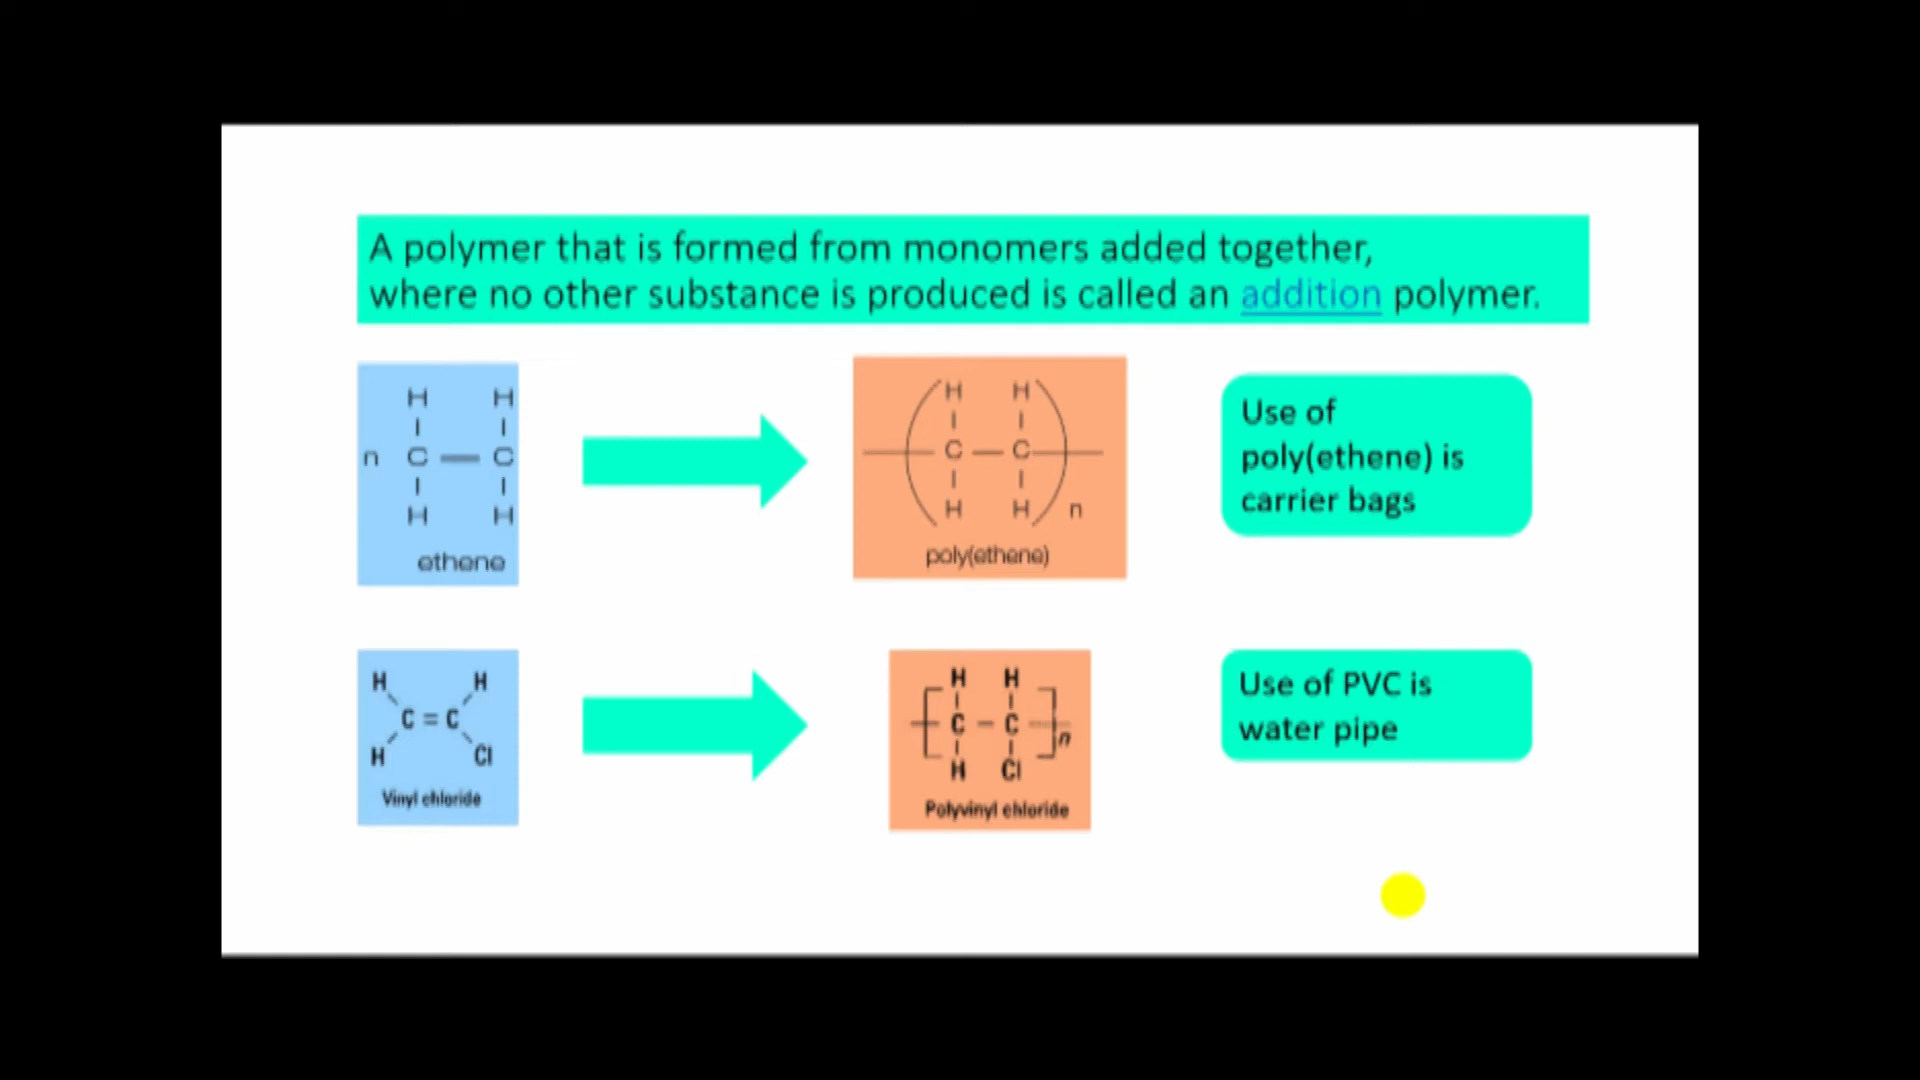 A polymer that is formed from monomers added together,
where no other substance is produced is called an addition polymer.
H H
n C C
H H
ethene
H H
C C
H H n
poly(ethene)
Use of
poly(ethene) is
carrier bags
H H
C = C
H Cl
Vinyl chloride
H H
C - C
n
H Cl
Polyvinyl chloride
Use of PVC is
water pipe